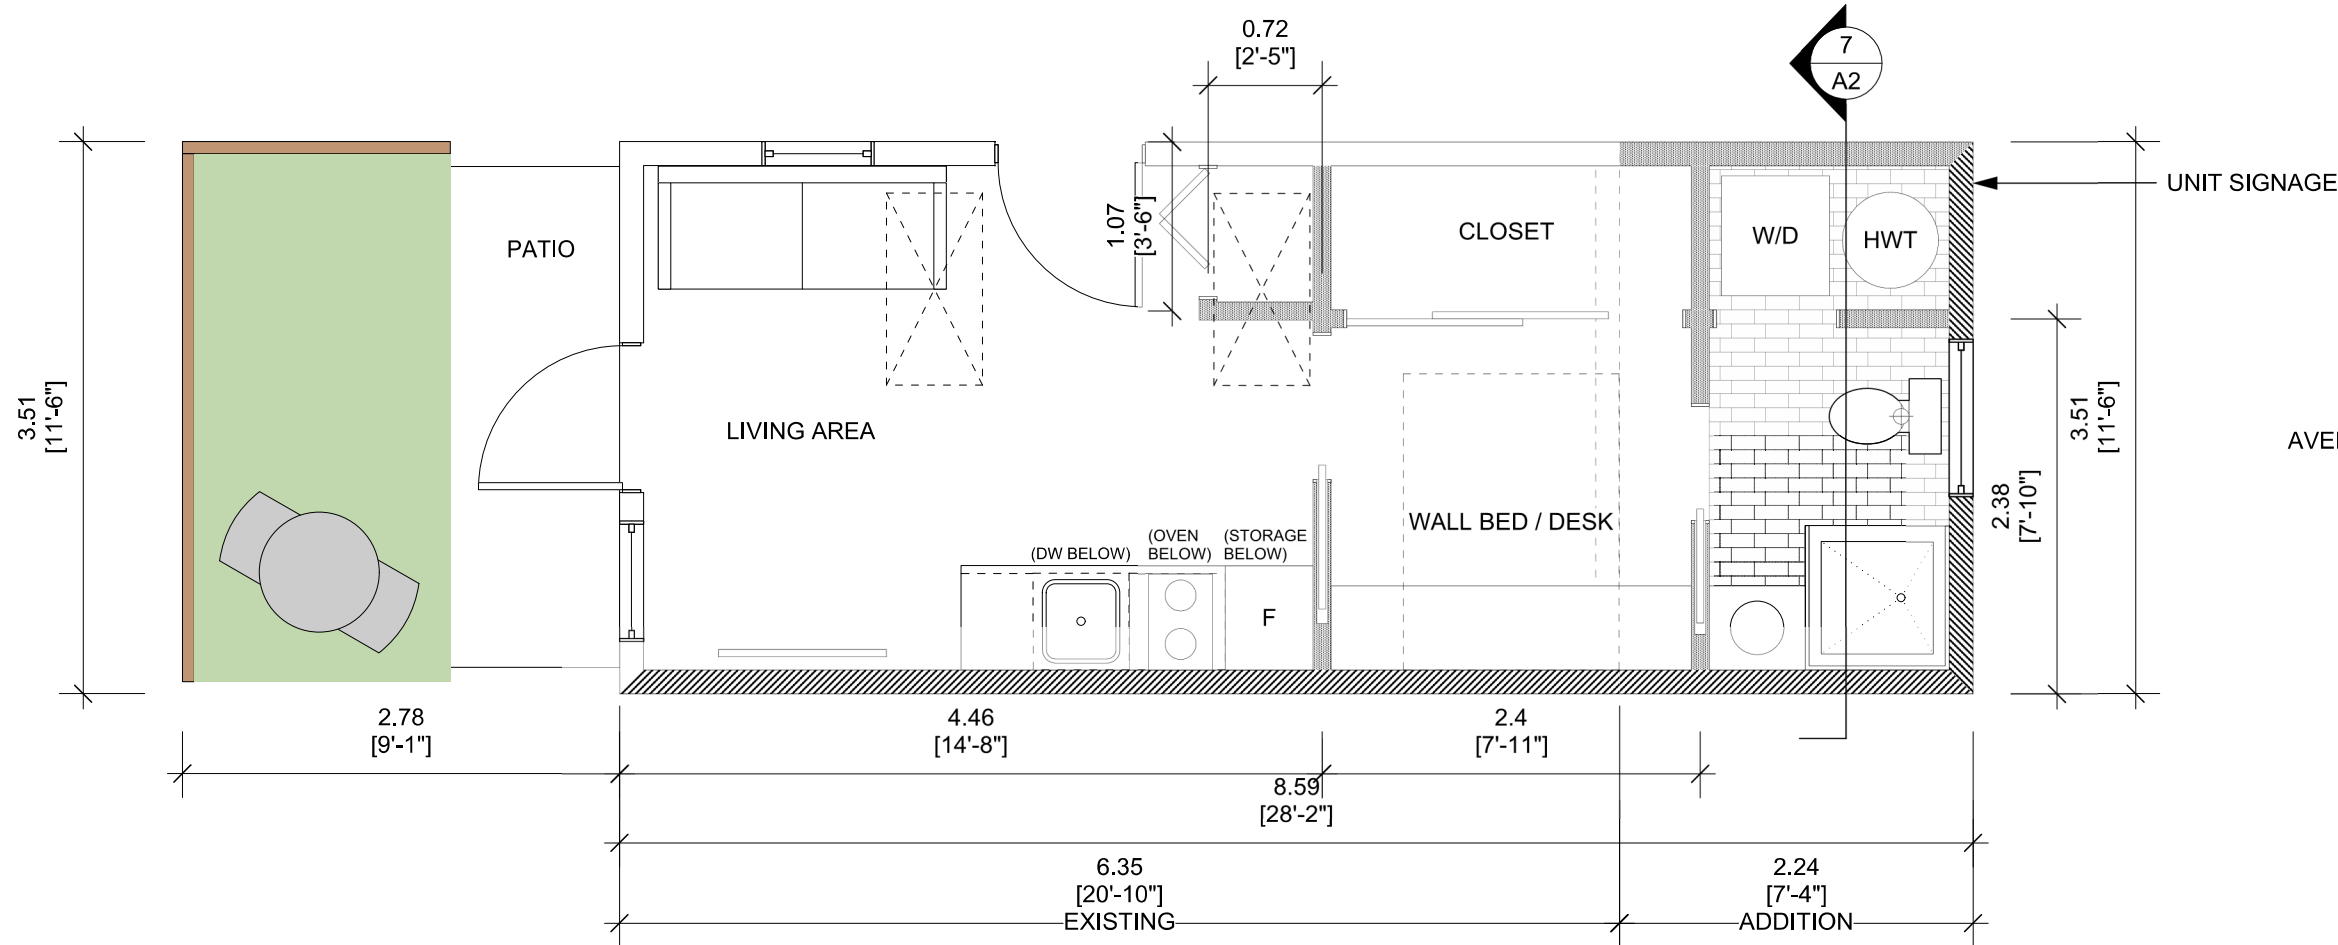 0.72
[2'-5"]
7
A2
UNIT SIGNAGE
PATIO
1.07
[3'-6"]
CLOSET
W/D
HWT
3.51
[11'-6"]
LIVING AREA
3.51
[11'-6"]
AVE
WALL BED / DESK
2.38
[7'-10"]
(DW BELOW)
(OVEN
BELOW)
(STORAGE
BELOW)
F
2.78
[9'-1"]
4.46
[14'-8"]
2.4
[7'-11"]
8.59
[28'-2"]
6.35
[20'-10"]
EXISTING
2.24
[7'-4"]
ADDITION